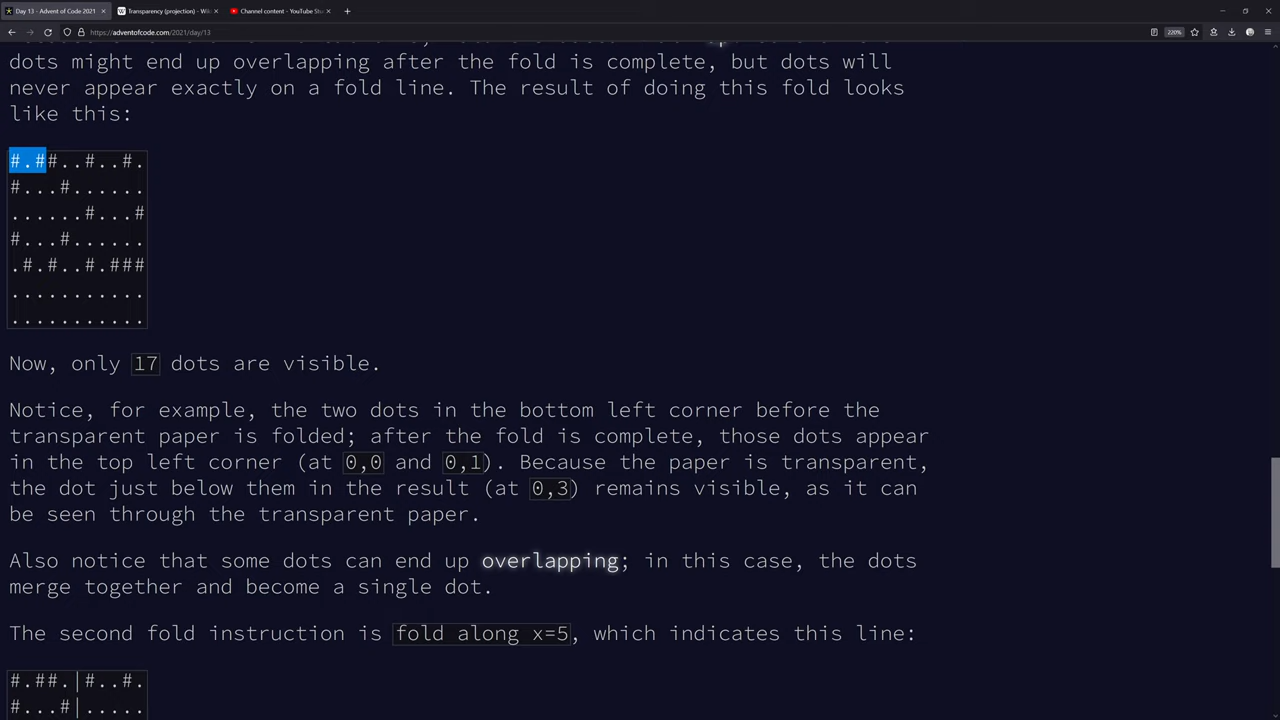 Day 13 - Advent of Code 2021
Transparency (projection) - Wik
Channel content - YouTube Stu
https://adventofcode.com/2021/day/13
220%
dots might end up overlapping after the fold is complete, but dots will
never appear exactly on a fold line. The result of doing this fold looks
like this:
#.##..#..#.
#...#......
......#...#
#...#......
.#.#..#.###
...........
...........
Now, only 17 dots are visible.
Notice, for example, the two dots in the bottom left corner before the
transparent paper is folded; after the fold is complete, those dots appear
in the top left corner (at 0,0 and 0,1). Because the paper is transparent,
the dot just below them in the result (at 0,3) remains visible, as it can
be seen through the transparent paper.
Also notice that some dots can end up overlapping; in this case, the dots
merge together and become a single dot.
The second fold instruction is fold along x=5, which indicates this line:
#.##.|#..#.
#...#|.....